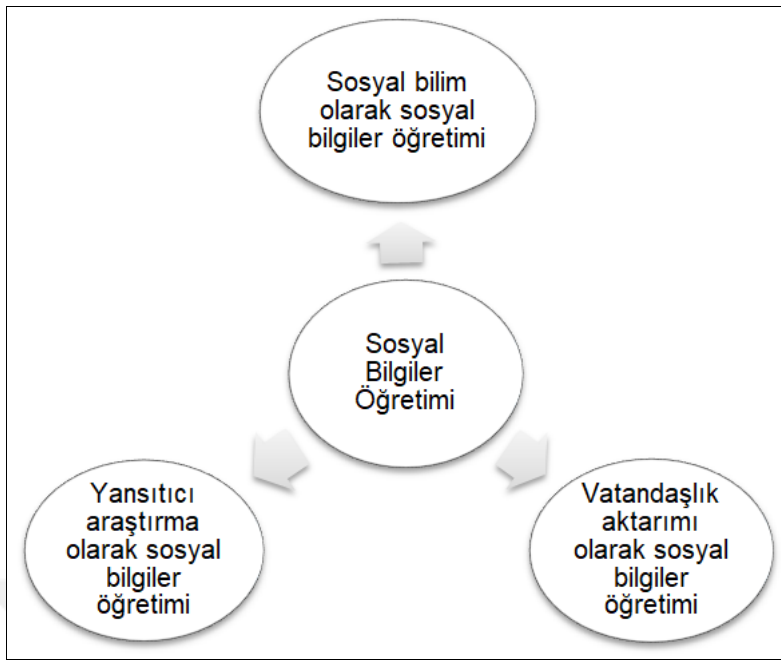 Sosyal bilim
olarak sosyal
bilgiler öğretimi
Sosyal
Bilgiler
Öğretimi
Yansıtıcı
araştırma
olarak sosyal
bilgiler
öğretimi
Vatandaşlık
aktarımı
olarak sosyal
bilgiler
öğretimi